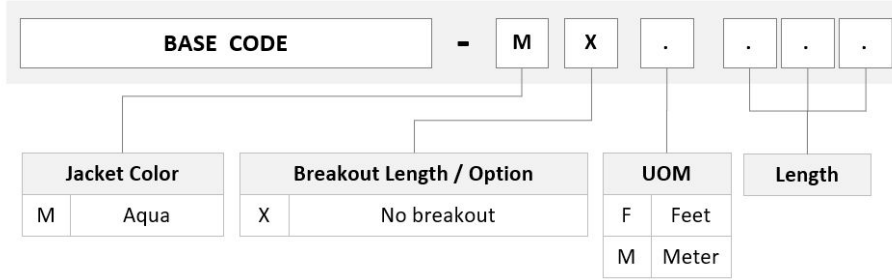 BASE CODE - M X . . . .
Jacket Color Breakout Length / Option UOM Length
M Aqua X No breakout F Feet
M Meter